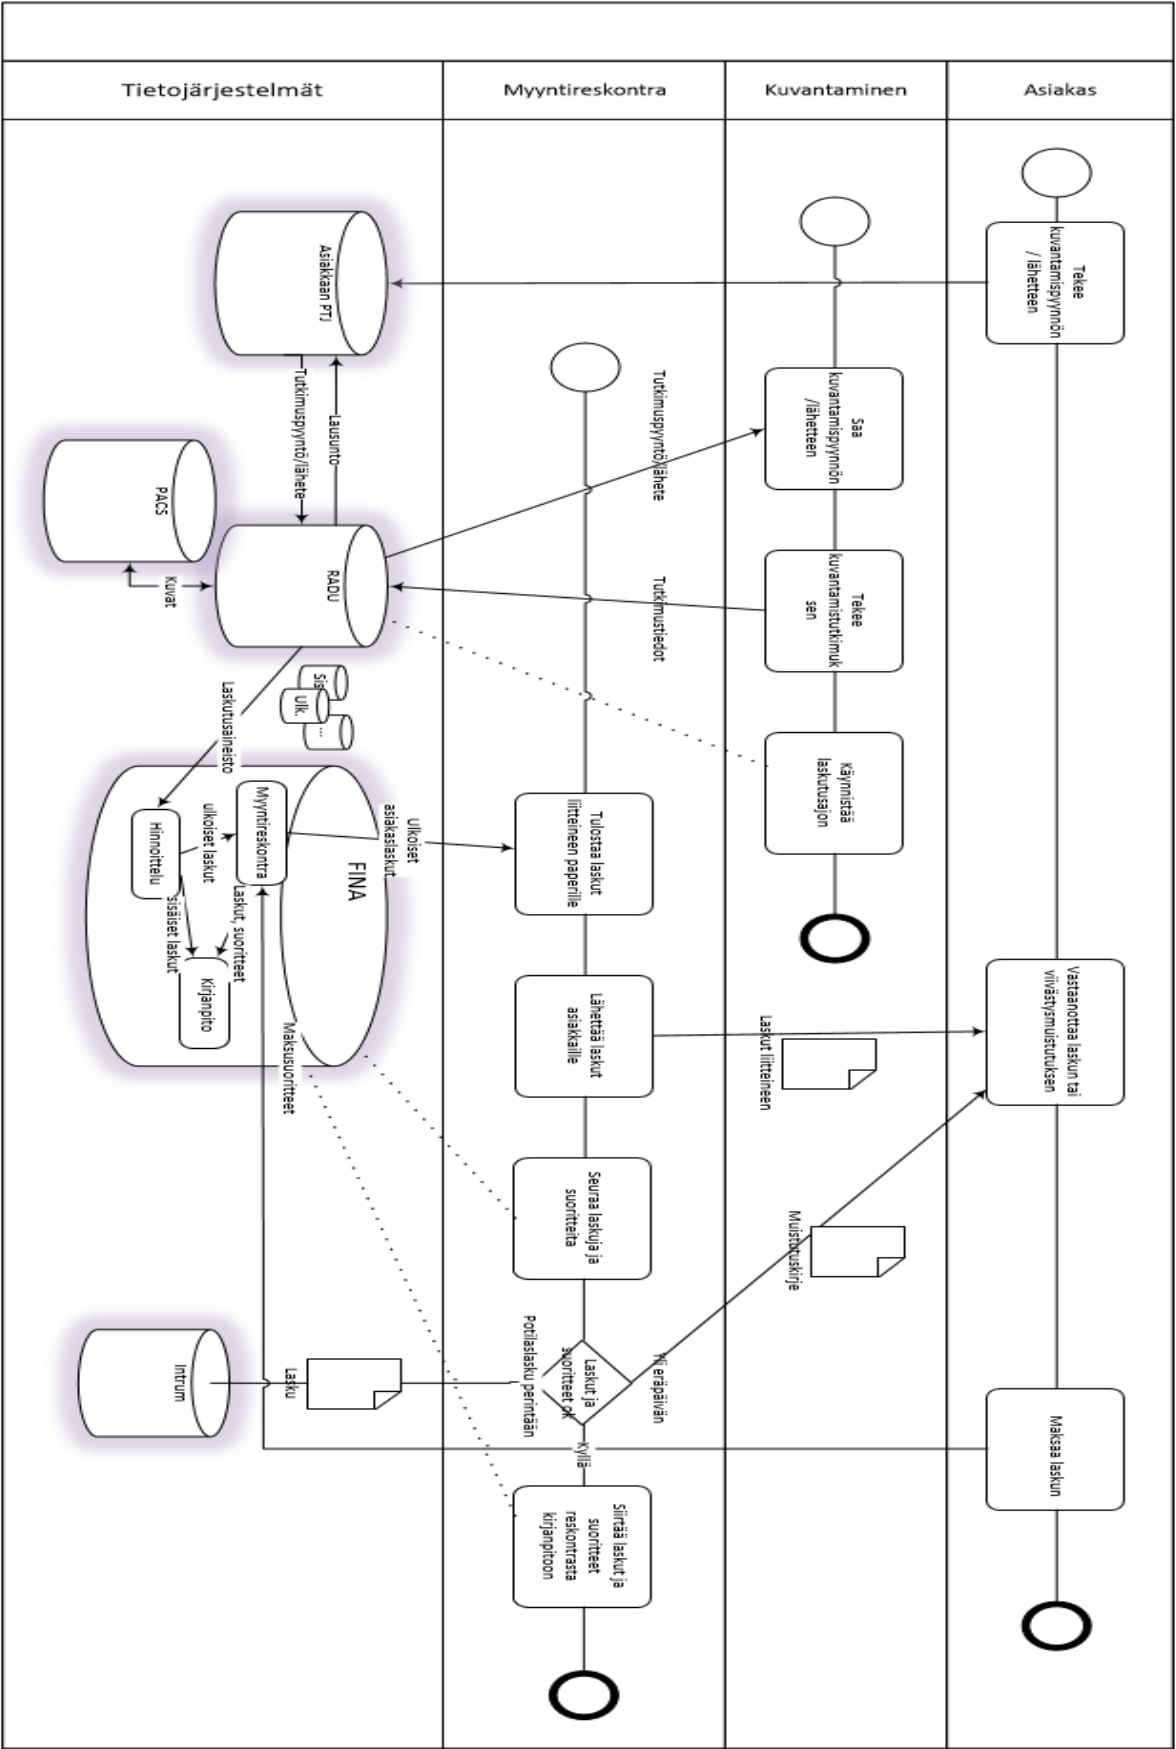 Tietojärjestelmät
Myyntireskontra
Kuvantaminen
Asiakas
Tekee
kuvantamispyynnön
/ lähetteen
Vastaanottaa laskun tai
viivästysmuistutuksen
Maksaa laskun
Saa
kuvantamispyynnön
/lähetteen
Tekee
kuvantamistutkimuk
sen
Käynnistää
laskutusajon
Tutkimuspyyntö/lähete
Tutkimustiedot
Laskut liitteineen
Muistutuskirje
Tulostaa laskut
liitteineen paperille
Lähettää laskut
asiakkaille
Seuraa laskuja ja
suoritteita
Yli eräpäivän
Laskut ja
suoritteet ok
Potilaslasku perintään
Kyllä
Siirtää laskut ja
suoritteet
reskontrasta
kirjanpitoon
Asiakkaan PTJ
Lausunto
Tutkimuspyyntö/lähete
RADU
PACS
Kuvat
Sis
Ulk.
...
Laskutusaineisto
Ulkoiset
asiakaslaskut
FINA
Myyntireskontra
ulkoiset laskut
Hinnoittelu
Laskut, suoritteet
sisäiset laskut
Kirjanpito
Maksusuoritteet
Lasku
Intrum